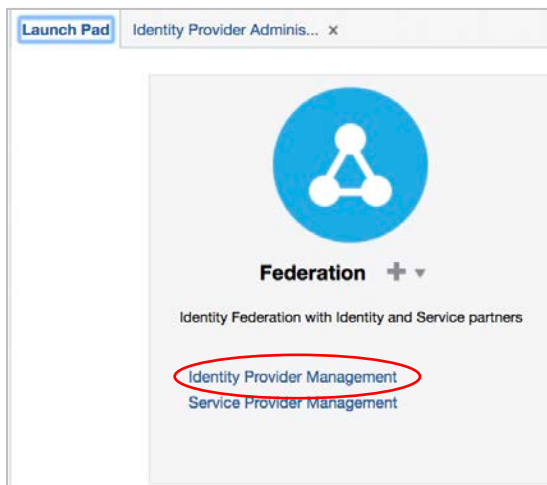 Launch Pad Identity Provider Adminis... x
Federation
Identity Federation with Identity and Service partners
Identity Provider Management
Service Provider Management